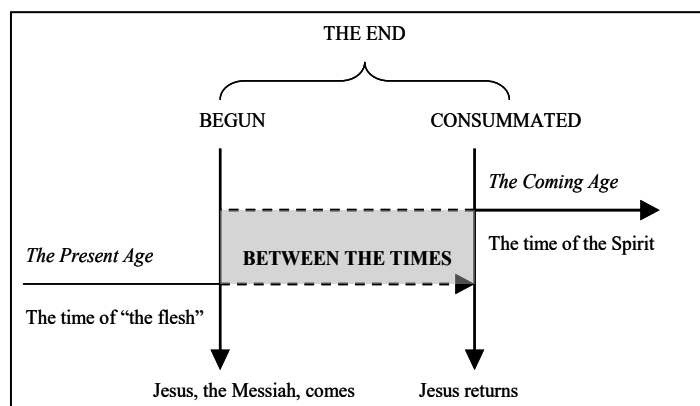 THE END
BEGUN
CONSUMMATED
The Coming Age
The time of the Spirit
The Present Age
BETWEEN THE TIMES
The time of “the flesh”
Jesus, the Messiah, comes
Jesus returns